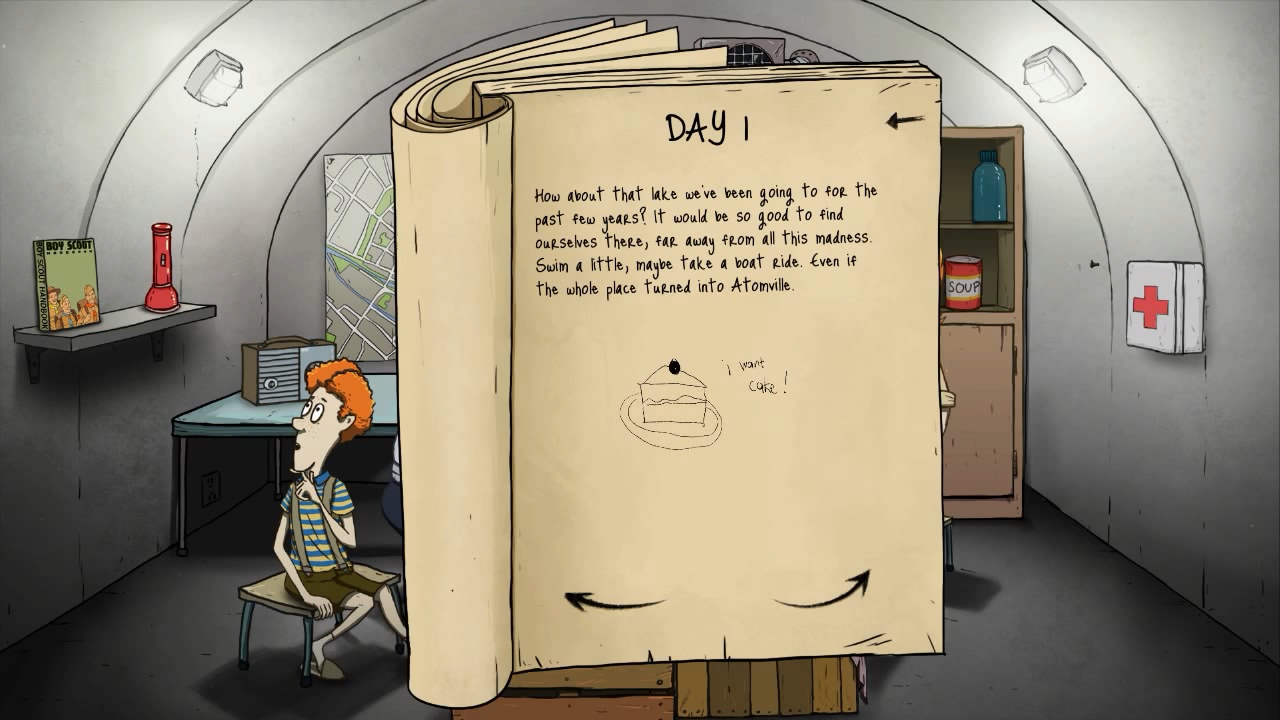 DAY 1
How about that lake we've been going to for the
past few years? It would be so good to find
ourselves there, far away from all this madness.
Swim a little, maybe take a boat ride. Even if
the whole place turned into Atomville.
i want
cake!
BOY SCOUT
BOY SCOUT HANDBOOK
SOUP